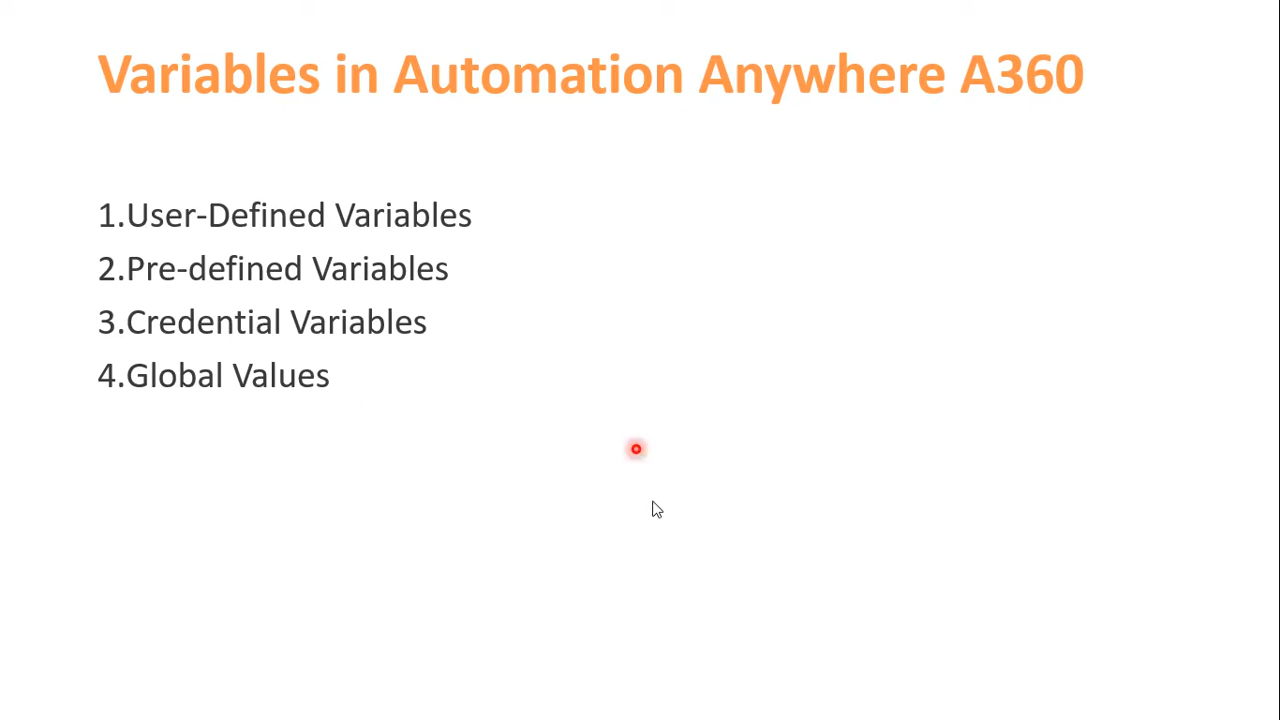 Variables in Automation Anywhere A360
1.User-Defined Variables
2.Pre-defined Variables
3.Credential Variables
4.Global Values